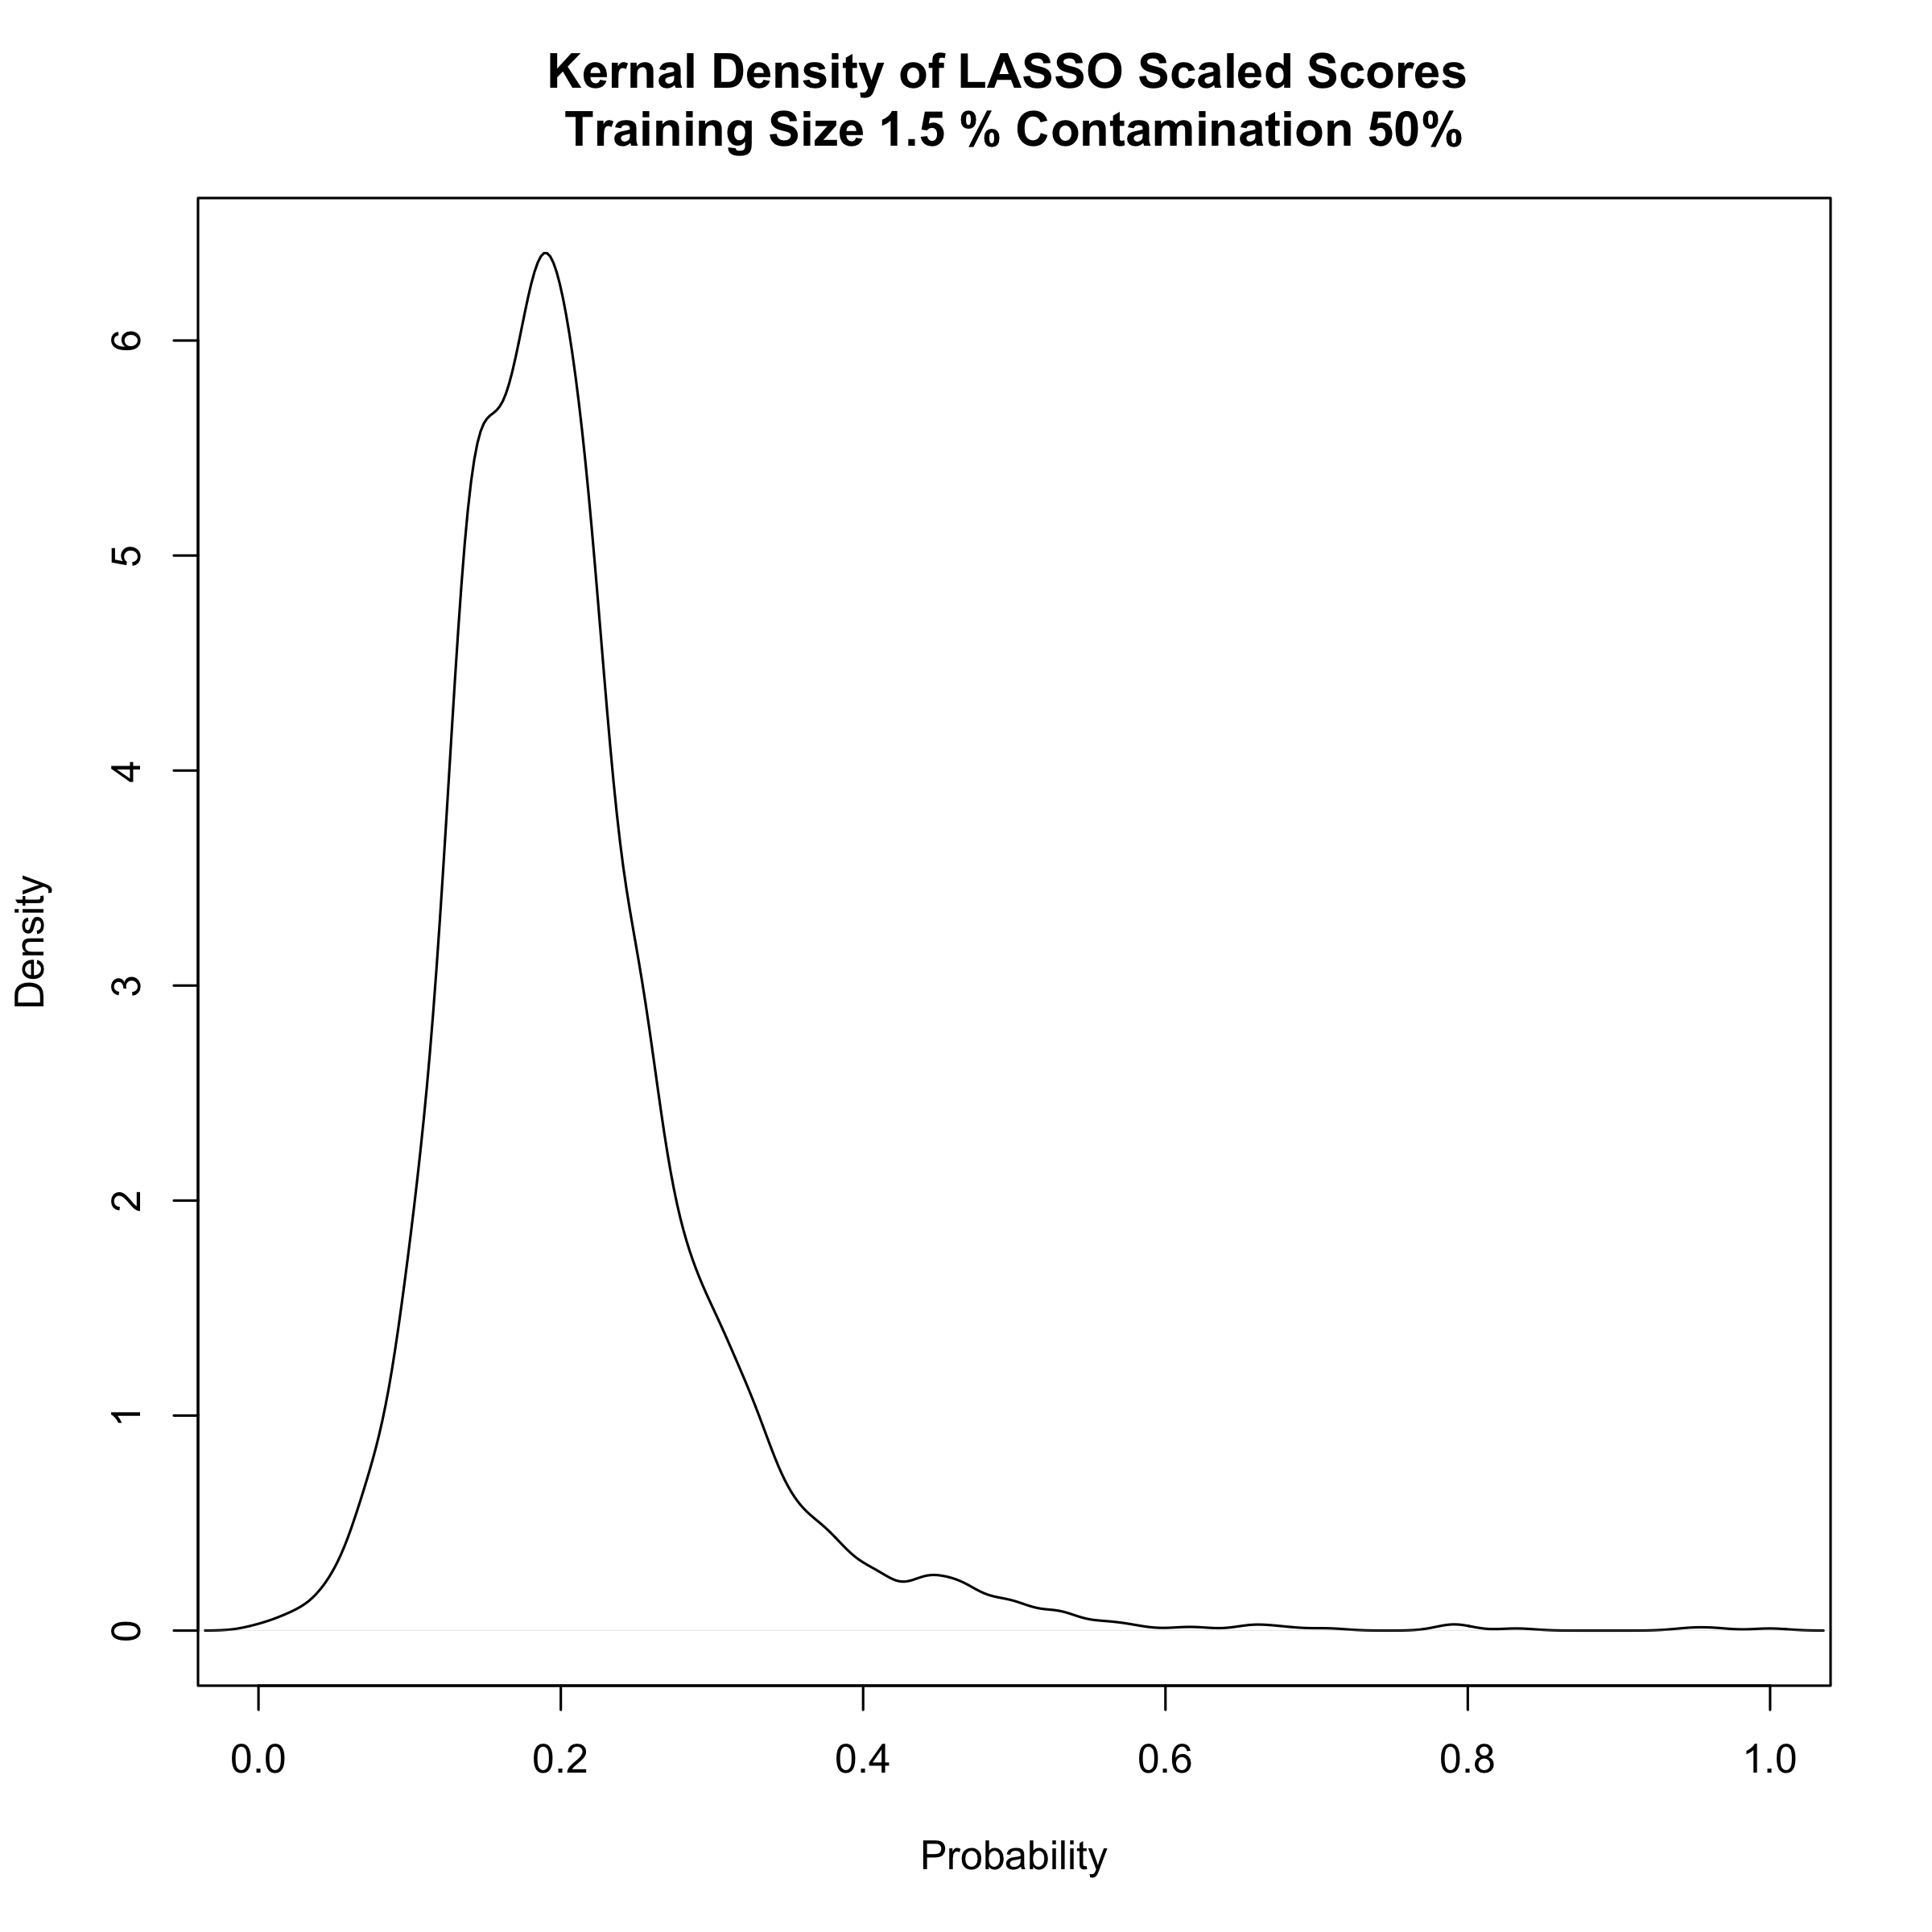 Kernal Density of LASSO Scaled Scores
Training Size 1.5 % Contamination 50%
Density
6
5
4
3
2
1
0
0.0 0.2 0.4 0.6 0.8 1.0
Probability